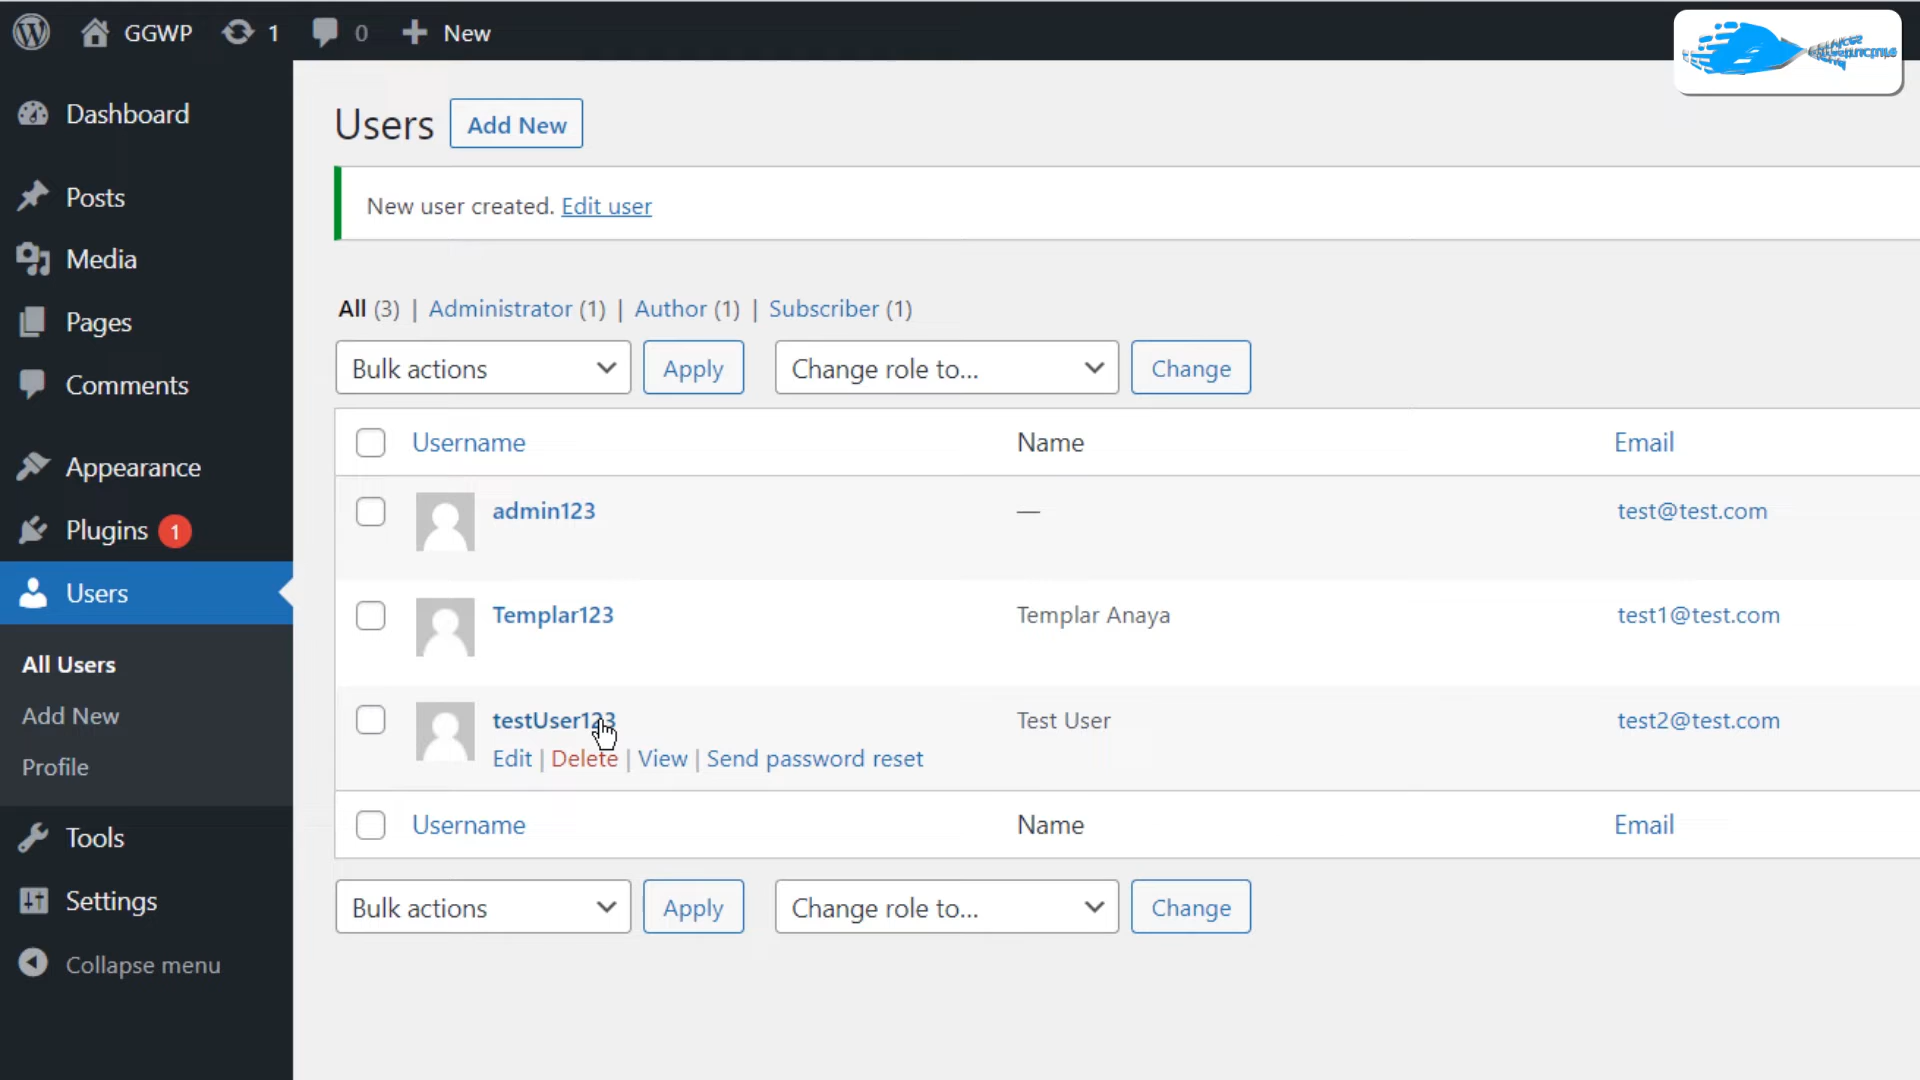 GGWP 1 0 New
Dashboard
Posts
Media
Pages
Comments
Appearance
Plugins 1
Users
All Users
Add New
Profile
Tools
Settings
Collapse menu
Users Add New
New user created. Edit user
All (3) | Administrator (1) | Author (1) | Subscriber (1)
Bulk actions Apply Change role to... Change
Username Name Email
admin123 — test@test.com
Templar123 Templar Anaya test1@test.com
testUser123 Test User test2@test.com
Edit | Delete | View | Send password reset
Username Name Email
Bulk actions Apply Change role to... Change